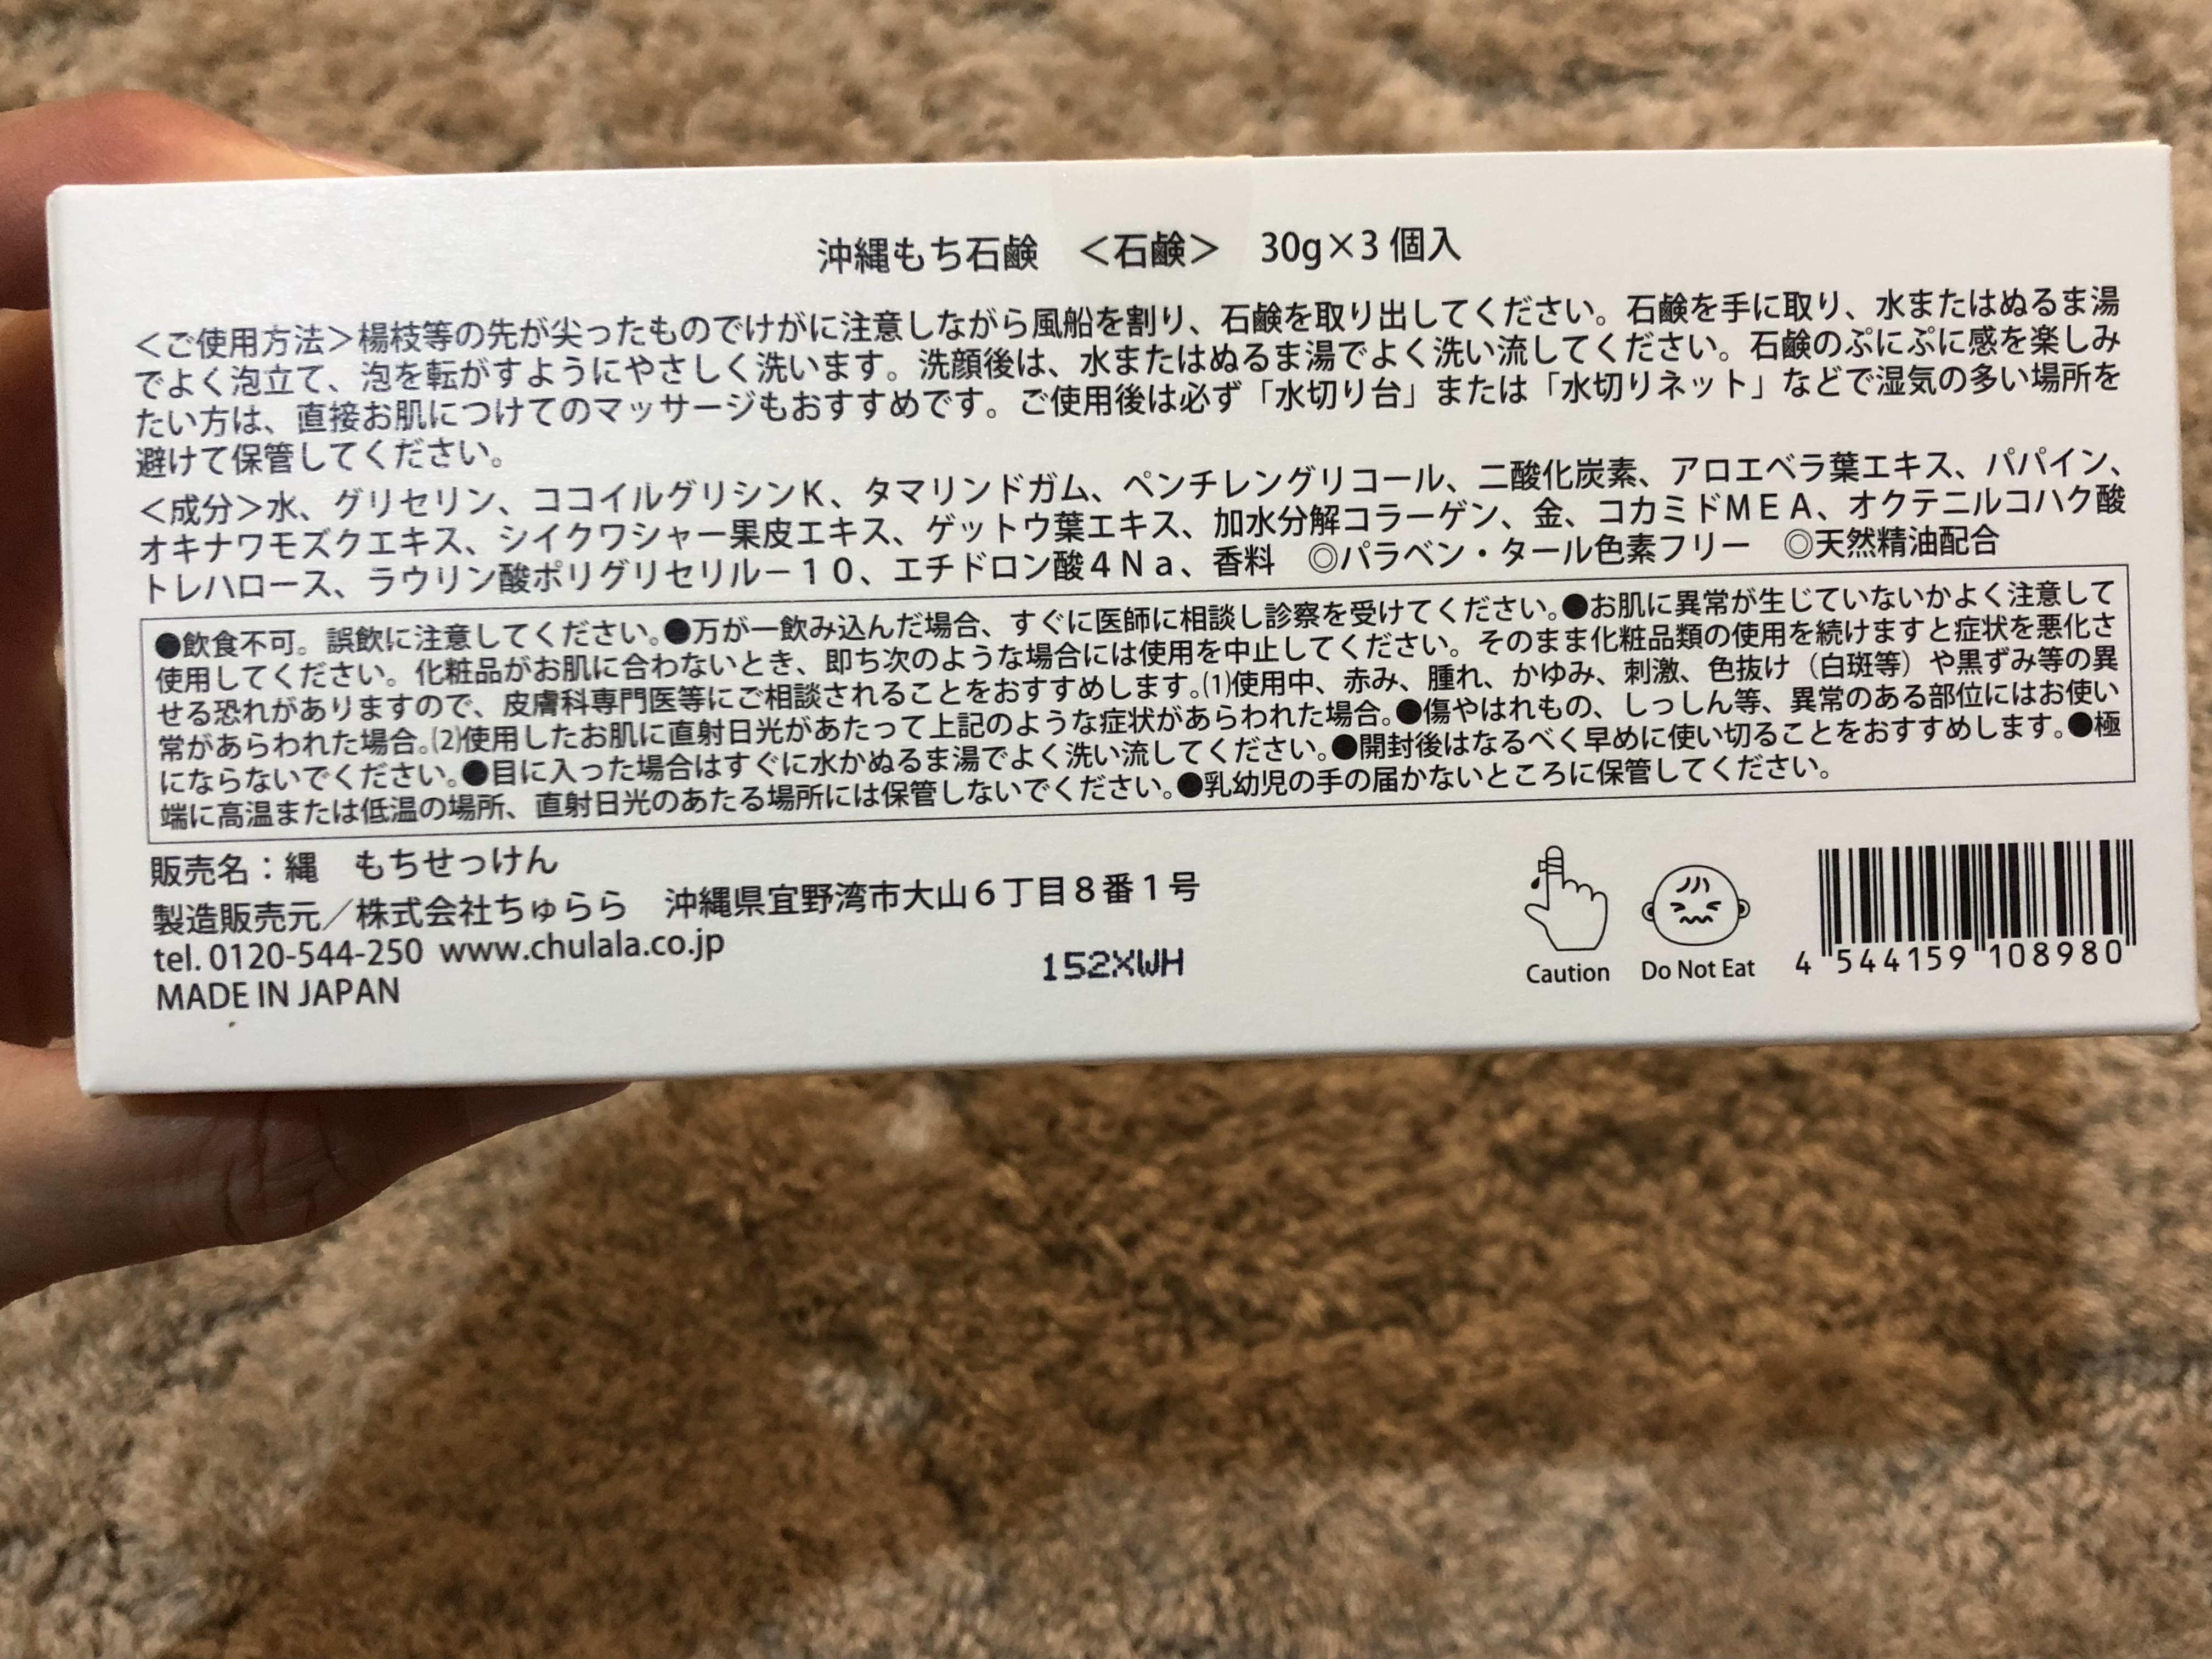 沖縄もち石鹸　＜石鹸＞　30g×3 個入
＜ご使用方法＞楊枝等の先が尖ったものでけがに注意しながら風船を割り、石鹸を取り出してください。石鹸を手に取り、水またはぬるま湯
でよく泡立て、泡を転がすようにやさしく洗います。洗顔後は、水またはぬるま湯でよく洗い流してください。石鹸のぷにぷに感を楽しみ
たい方は、直接お肌につけてのマッサージもおすすめです。ご使用後は必ず「水切り台」または「水切りネット」などで湿気の多い場所を
避けて保管してください。
＜成分＞水、グリセリン、ココイルグリシンK、タマリンドガム、ペンチレングリコール、二酸化炭素、アロエベラ葉エキス、パパイン、
オキナワモズクエキス、シイクワシャー果皮エキス、ゲットウ葉エキス、加水分解コラーゲン、金、コカミドＭＥＡ、オクテニルコハク酸
トレハロース、ラウリン酸ポリグリセリル－１０、エチドロン酸４Ｎａ、香料　◎パラベン・タール色素フリー　◎天然精油配合
●飲食不可。誤飲に注意してください。●万が一飲み込んだ場合、すぐに医師に相談し診察を受けてください。●お肌に異常が生じていないかよく注意して
使用してください。化粧品がお肌に合わないとき、即ち次のような場合には使用を中止してください。そのまま化粧品類の使用を続けますと症状を悪化さ
せる恐れがありますので、皮膚科専門医等にご相談されることをおすすめします。⑴使用中、赤み、腫れ、かゆみ、刺激、色抜け（白斑等）や黒ずみ等の異
常があらわれた場合。⑵使用したお肌に直射日光があたって上記のような症状があらわれた場合。●傷やはれもの、しっしん等、異常のある部位にはお使い
にならないでください。●目に入った場合はすぐに水かぬるま湯でよく洗い流してください。●開封後はなるべく早めに使い切ることをおすすめします。●極
端に高温または低温の場所、直射日光のあたる場所には保管しないでください。●乳幼児の手の届かないところに保管してください。
販売名：縄　もちせっけん
製造販売元／株式会社ちゅらら　沖縄県宜野湾市大山６丁目８番１号
tel. 0120-544-250 www.chulala.co.jp
MADE IN JAPAN
152XWH
Caution
Do Not Eat
4 544159 108980